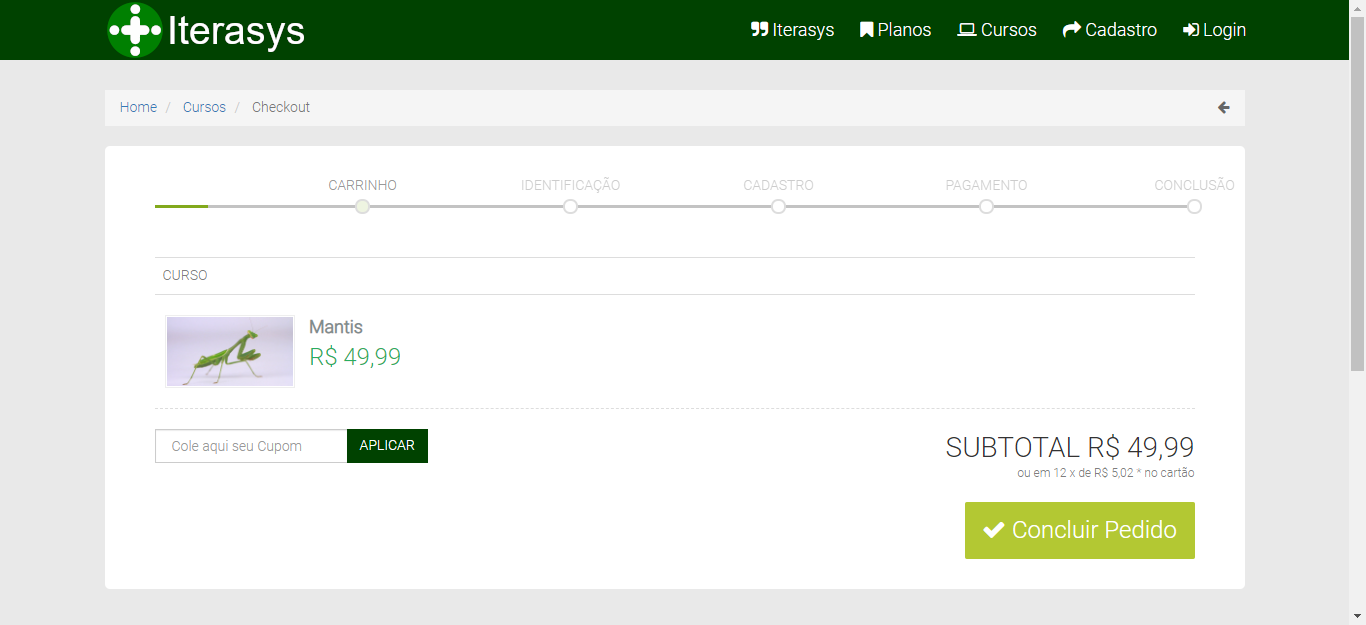 Iterasys
Iterasys Planos Cursos Cadastro Login
Home / Cursos / Checkout
CARRINHO IDENTIFICAÇÃO CADASTRO PAGAMENTO CONCLUSÃO
CURSO
Mantis
R$ 49,99
Cole aqui seu Cupom APLICAR
SUBTOTAL R$ 49,99
ou em 12 x de R$ 5,02 * no cartão
Concluir Pedido